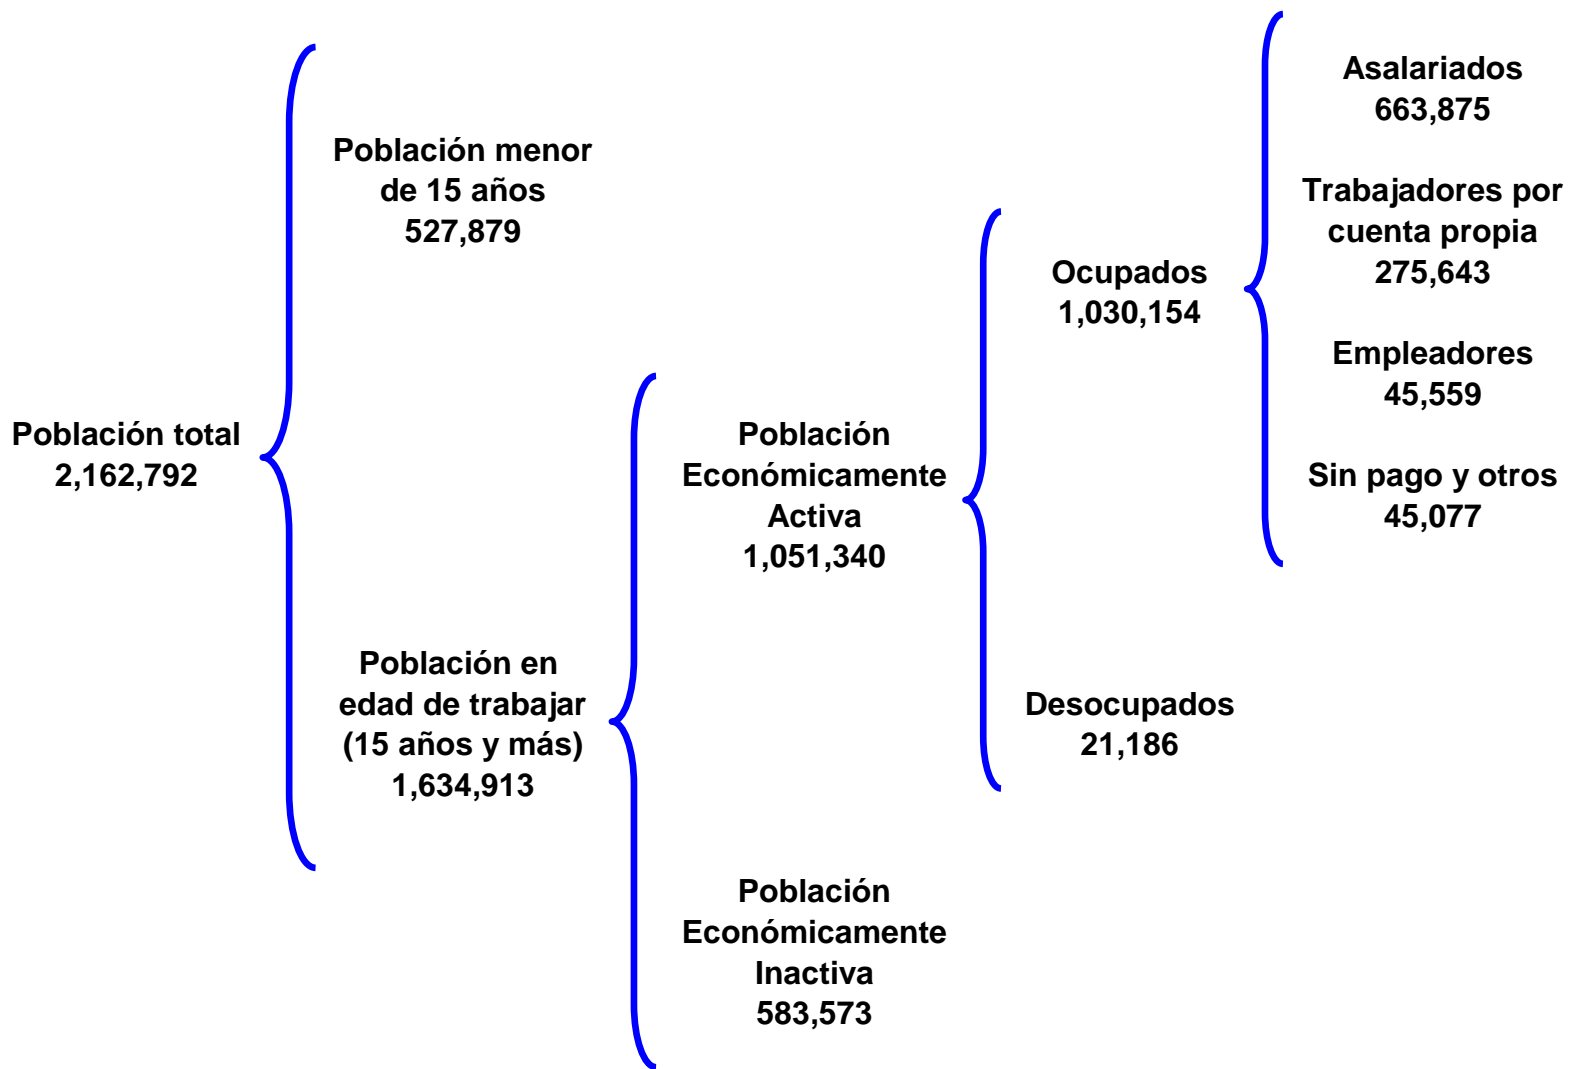 Población total
2,162,792
Población menor
de 15 años
527,879
Población en
edad de trabajar
(15 años y más)
1,634,913
Población
Económicamente
Activa
1,051,340
Población
Económicamente
Inactiva
583,573
Ocupados
1,030,154
Desocupados
21,186
Asalariados
663,875
Trabajadores por
cuenta propia
275,643
Empleadores
45,559
Sin pago y otros
45,077